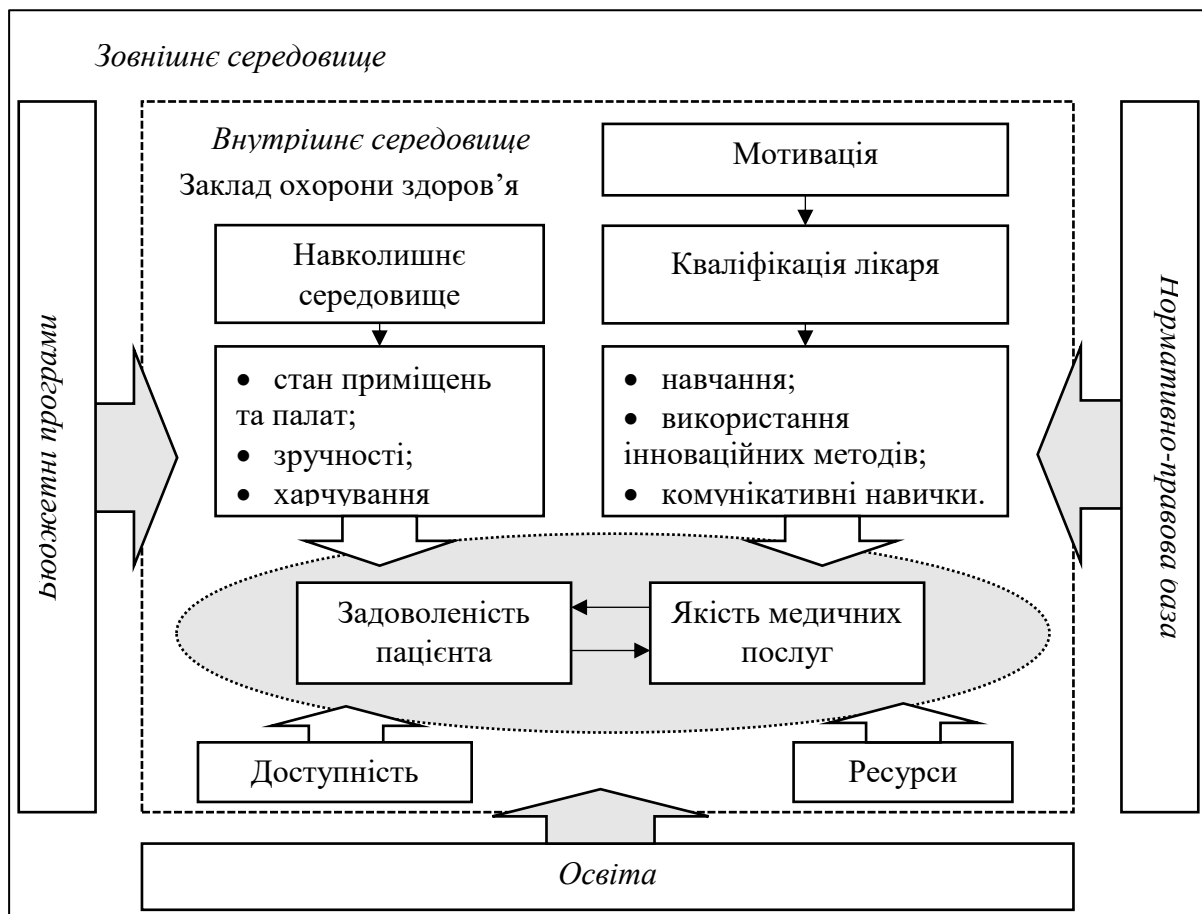 Зовнішнє середовище
Внутрішнє середовище
Заклад охорони здоров’я
Мотивація
Навколишнє
середовище
Кваліфікація лікаря
• стан приміщень
та палат;
• зручності;
• харчування
• навчання;
• використання
інноваційних методів;
• комунікативні навички.
Бюджетні програми
Нормативно-правова база
Задоволеність
пацієнта
Якість медичних
послуг
Доступність
Ресурси
Освіта